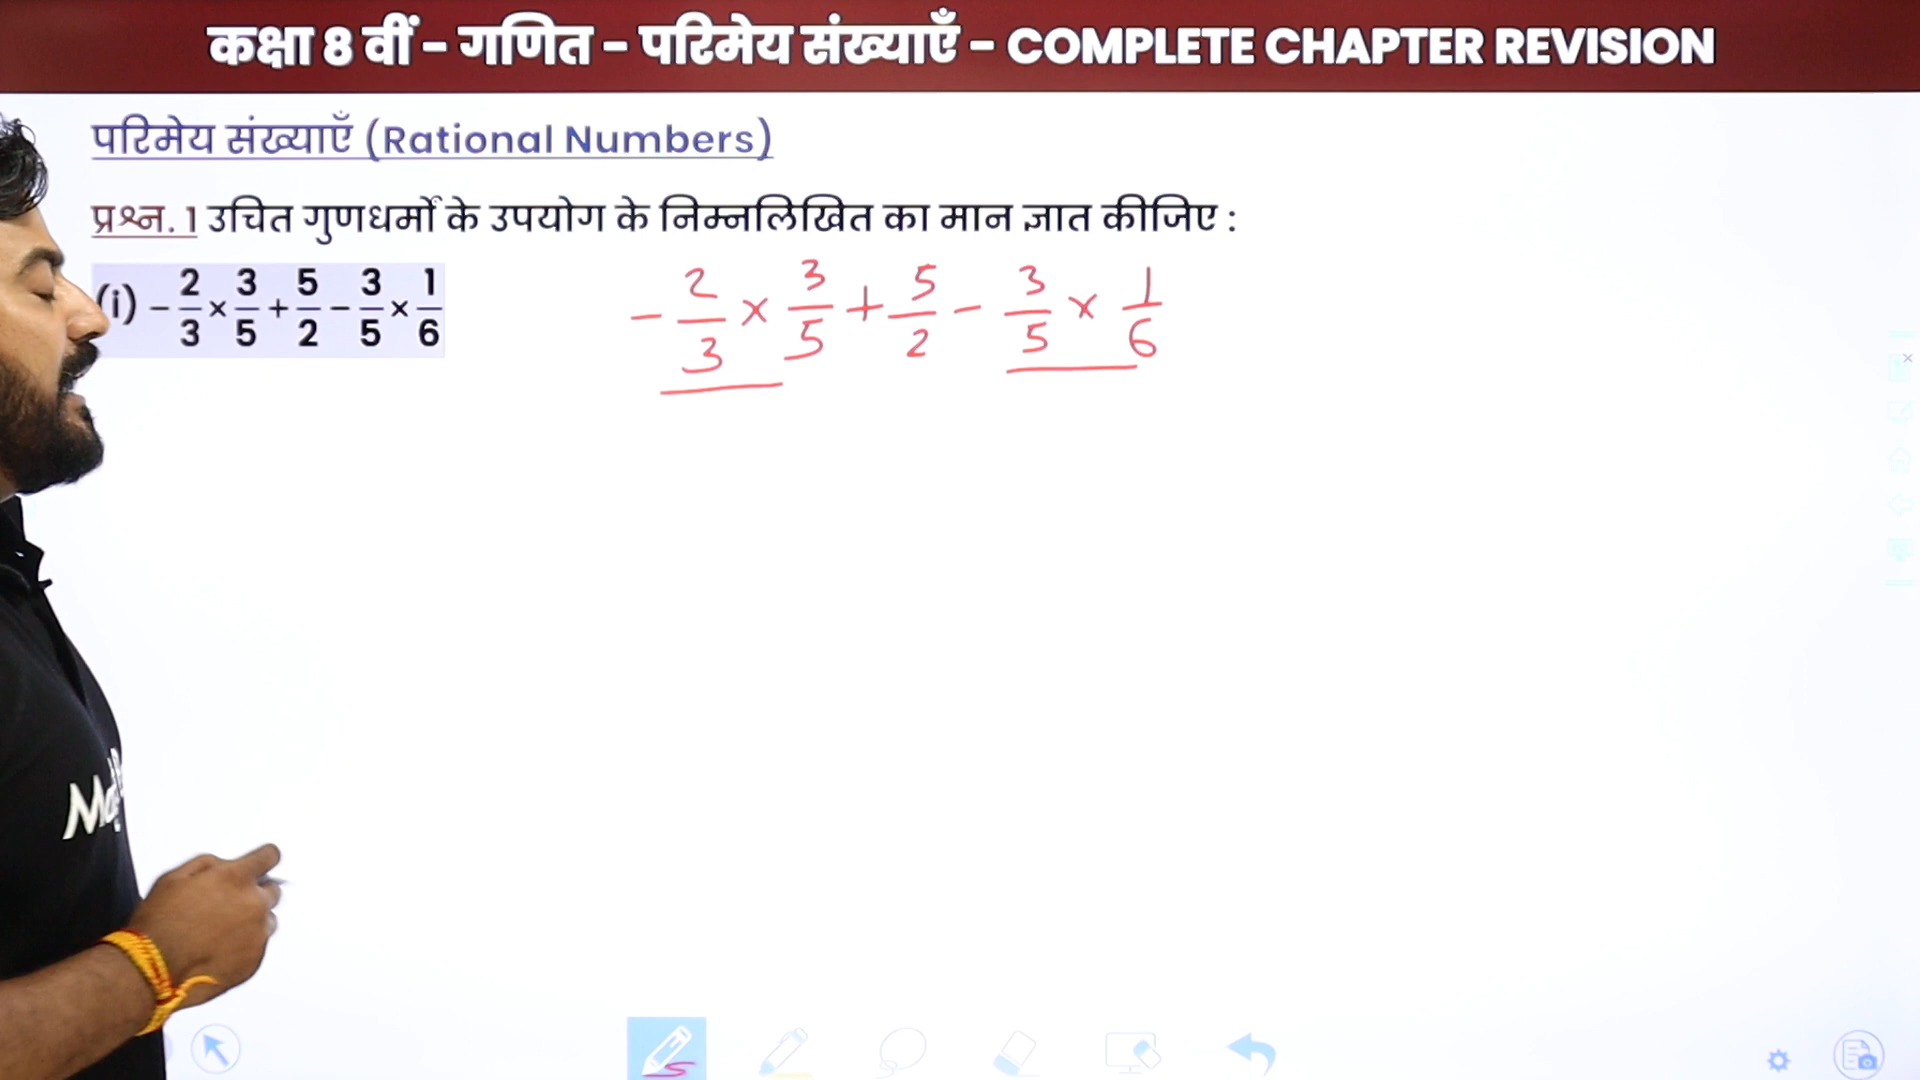 कक्षा 8 वीं – गणित – परिमेय संख्याएँ – COMPLETE CHAPTER REVISION
परिमेय संख्याएँ (Rational Numbers)
प्रश्न. 1 उचित गुणधर्मों के उपयोग के निम्नलिखित का मान ज्ञात कीजिए :
(i) – 2/3 × 3/5 + 5/2 – 3/5 × 1/6
– 2/3 × 3/5 + 5/2 – 3/5 × 1/6